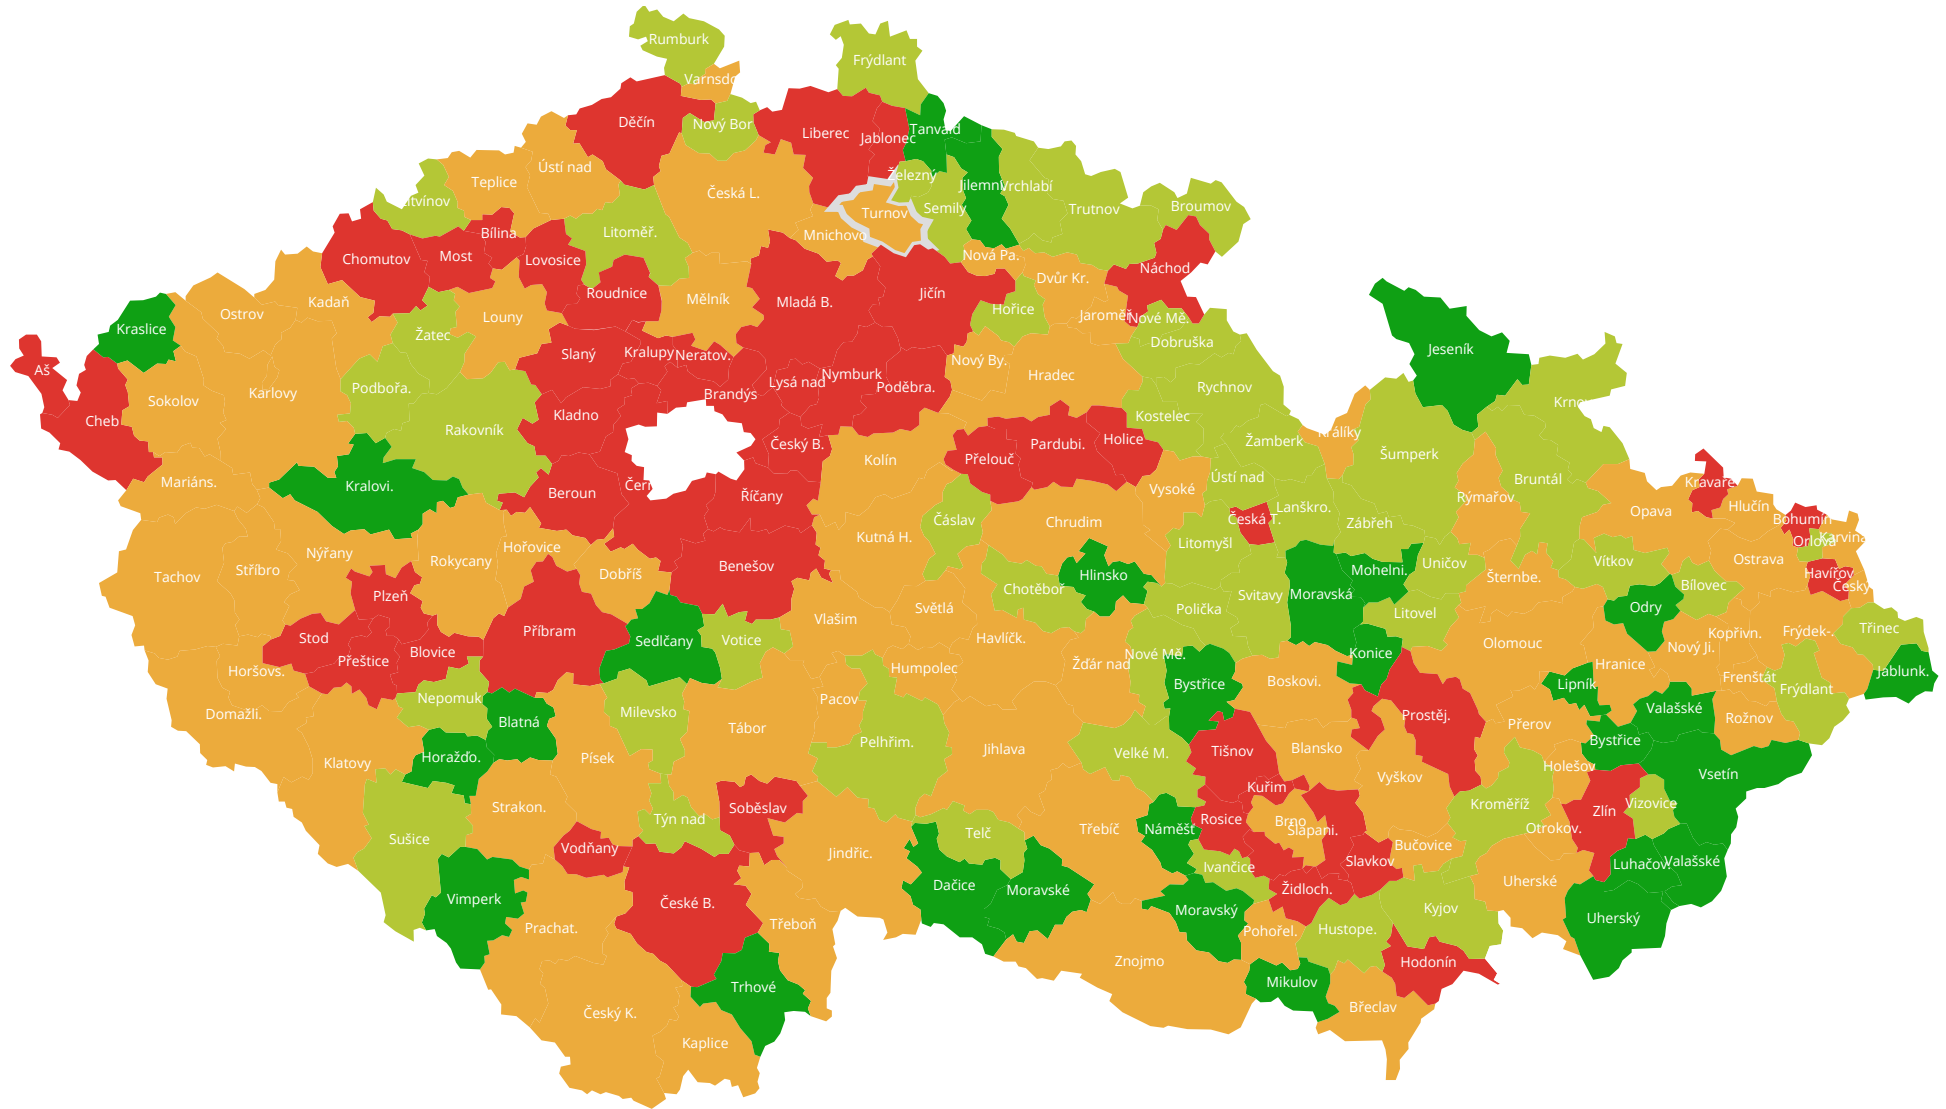 Rumburk
Frýdlant
Varnsdo
Děčín
Nový Bor
Liberec
Jablonec
Tanvald
Ústí nad
Teplice
Česká L.
Železný
Jilemni
Vrchlabí
Litvínov
Semily
Turnov
Trutnov
Broumov
Bílina
Litoměř.
Mnichovo
Chomutov
Most
Lovosice
Nová Pa.
Náchod
Dvůr Kr.
Roudnice
Mělník
Mladá B.
Jičín
Kadaň
Ostrov
Louny
Hořice
Jaroměř
Nové Mě.
Kraslice
Žatec
Dobruška
Jeseník
Slaný
Kralupy
Neratov.
Nový By.
Aš
Nymburk
Hradec
Lysá nad
Podbořa.
Poděbra.
Rychnov
Karlovy
Brandýs
Sokolov
Krnov
Kladno
Kostelec
Cheb
Rakovník
Králíky
Český B.
Pardubi.
Holice
Žamberk
Šumperk
Kolín
Přelouč
Mariáns.
Kralovi.
Ústí nad
Bruntál
Kravaře
Čern
Beroun
Říčany
Vysoké
Rýmařov
Lanškro.
Hlučín
Opava
Čáslav
Chrudim
Česká T.
Zábřeh
Bohumín
Kutná H.
Litomyšl
Orlová
Karviná
Nýřany
Hořovice
Rokycany
Benešov
Vítkov
Ostrava
Stříbro
Dobříš
Hlinsko
Mohelni.
Uničov
Havířov
Tachov
Šternbe.
Chotěboř
Bílovec
Český
Plzeň
Svitavy
Moravská
Světlá
Polička
Odry
Litovel
Vlašim
Třinec
Příbram
Stod
Sedlčany
Votice
Havlíčk.
Kopřivn.
Frýdek-.
Olomouc
Blovice
Nové Mě.
Konice
Nový Ji.
Přeštice
Žďár nad
Hranice
Horšovs.
Humpolec
Jablunk.
Frenštát
Bystřice
Boskovi.
Lipník
Frýdlant
Nepomuk
Pacov
Domažli.
Milevsko
Valašské
Prostěj.
Rožnov
Blatná
Tábor
Přerov
Pelhřim.
Bystřice
Jihlava
Tišnov
Blansko
Horažďo.
Písek
Velké M.
Klatovy
Holešov
Vsetín
Vyškov
Kuřim
Strakon.
Soběslav
Kroměříž
Vizovice
Zlín
Týn nad
Rosice
Brno
Třebíč
Náměšť
Šlapani.
Otrokov.
Telč
Sušice
Bučovice
Vodňany
Jindřic.
Slavkov
Valašské
Luhačov.
Ivančice
Uherské
Dačice
Moravské
Židloch.
Vimperk
České B.
Kyjov
Moravský
Uherský
Třeboň
Prachat.
Hustope.
Pohořel.
Znojmo
Hodonín
Mikulov
Trhové
Břeclav
Český K.
Kaplice